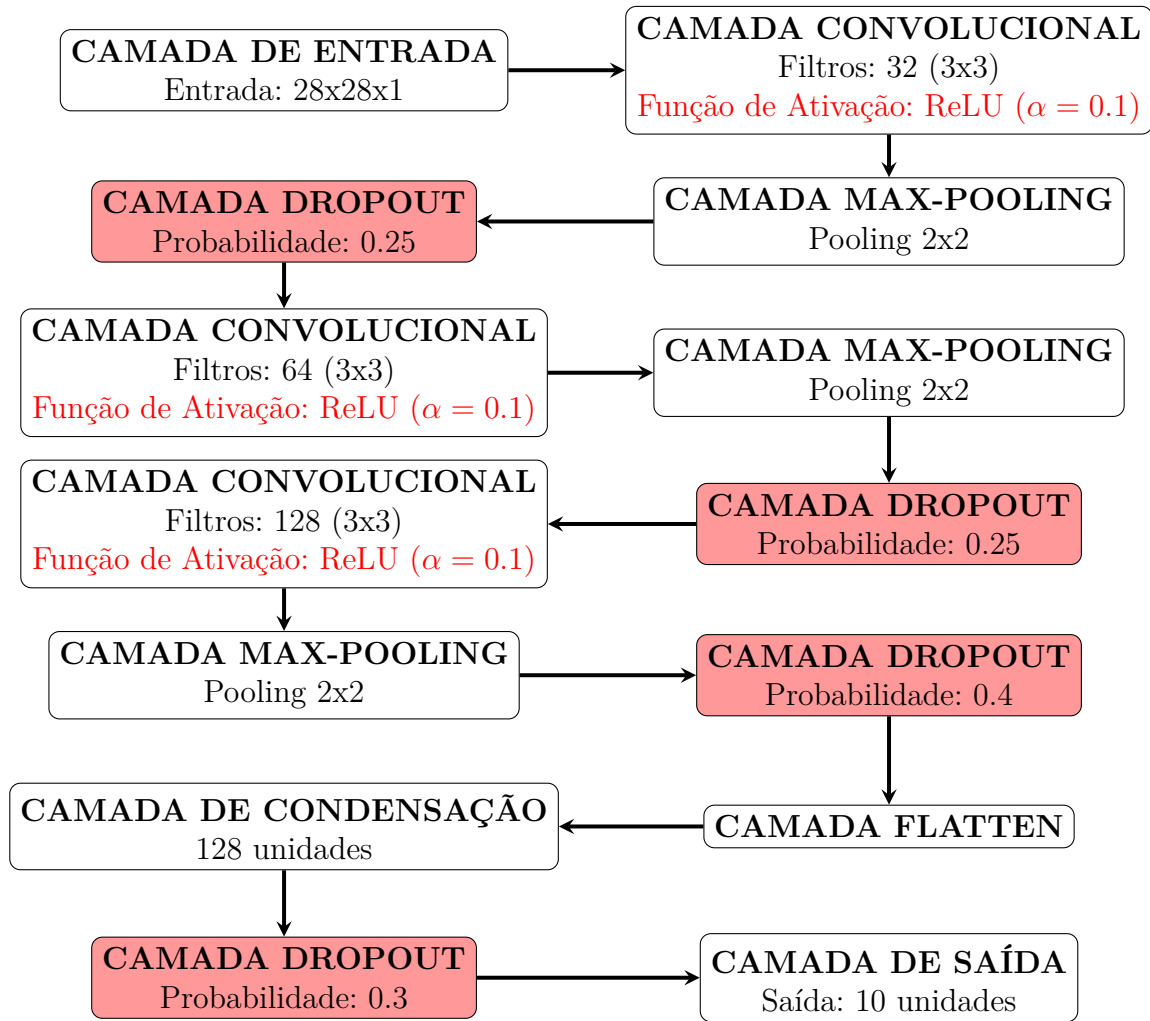 CAMADA DE ENTRADA
Entrada: 28x28x1
CAMADA CONVOLUCIONAL
Filtros: 32 (3x3)
Função de Ativação: ReLU (α = 0.1)
CAMADA MAX-POOLING
Pooling 2x2
CAMADA DROPOUT
Probabilidade: 0.25
CAMADA CONVOLUCIONAL
Filtros: 64 (3x3)
Função de Ativação: ReLU (α = 0.1)
CAMADA MAX-POOLING
Pooling 2x2
CAMADA DROPOUT
Probabilidade: 0.25
CAMADA CONVOLUCIONAL
Filtros: 128 (3x3)
Função de Ativação: ReLU (α = 0.1)
CAMADA MAX-POOLING
Pooling 2x2
CAMADA DROPOUT
Probabilidade: 0.4
CAMADA FLATTEN
CAMADA DE CONDENSAÇÃO
128 unidades
CAMADA DROPOUT
Probabilidade: 0.3
CAMADA DE SAÍDA
Saída: 10 unidades